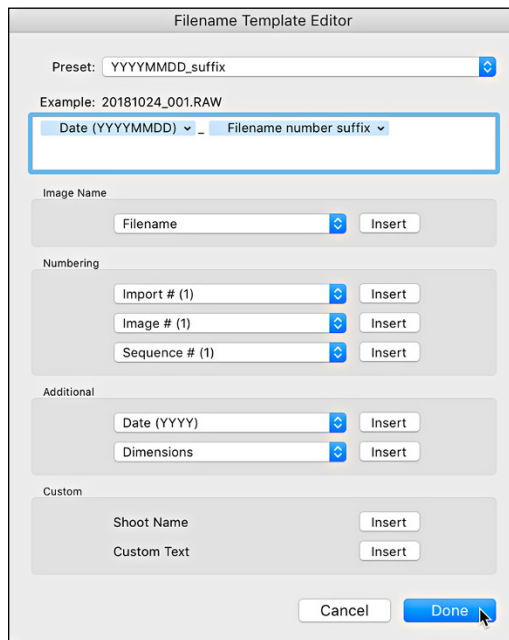 Filename Template Editor
Preset: YYYYMMDD_suffix
Example: 20181024_001.RAW
Date (YYYYMMDD) _ Filename number suffix
Image Name
Filename Insert
Numbering
Import # (1) Insert
Image # (1) Insert
Sequence # (1) Insert
Additional
Date (YYYY) Insert
Dimensions Insert
Custom
Shoot Name Insert
Custom Text Insert
Cancel Done